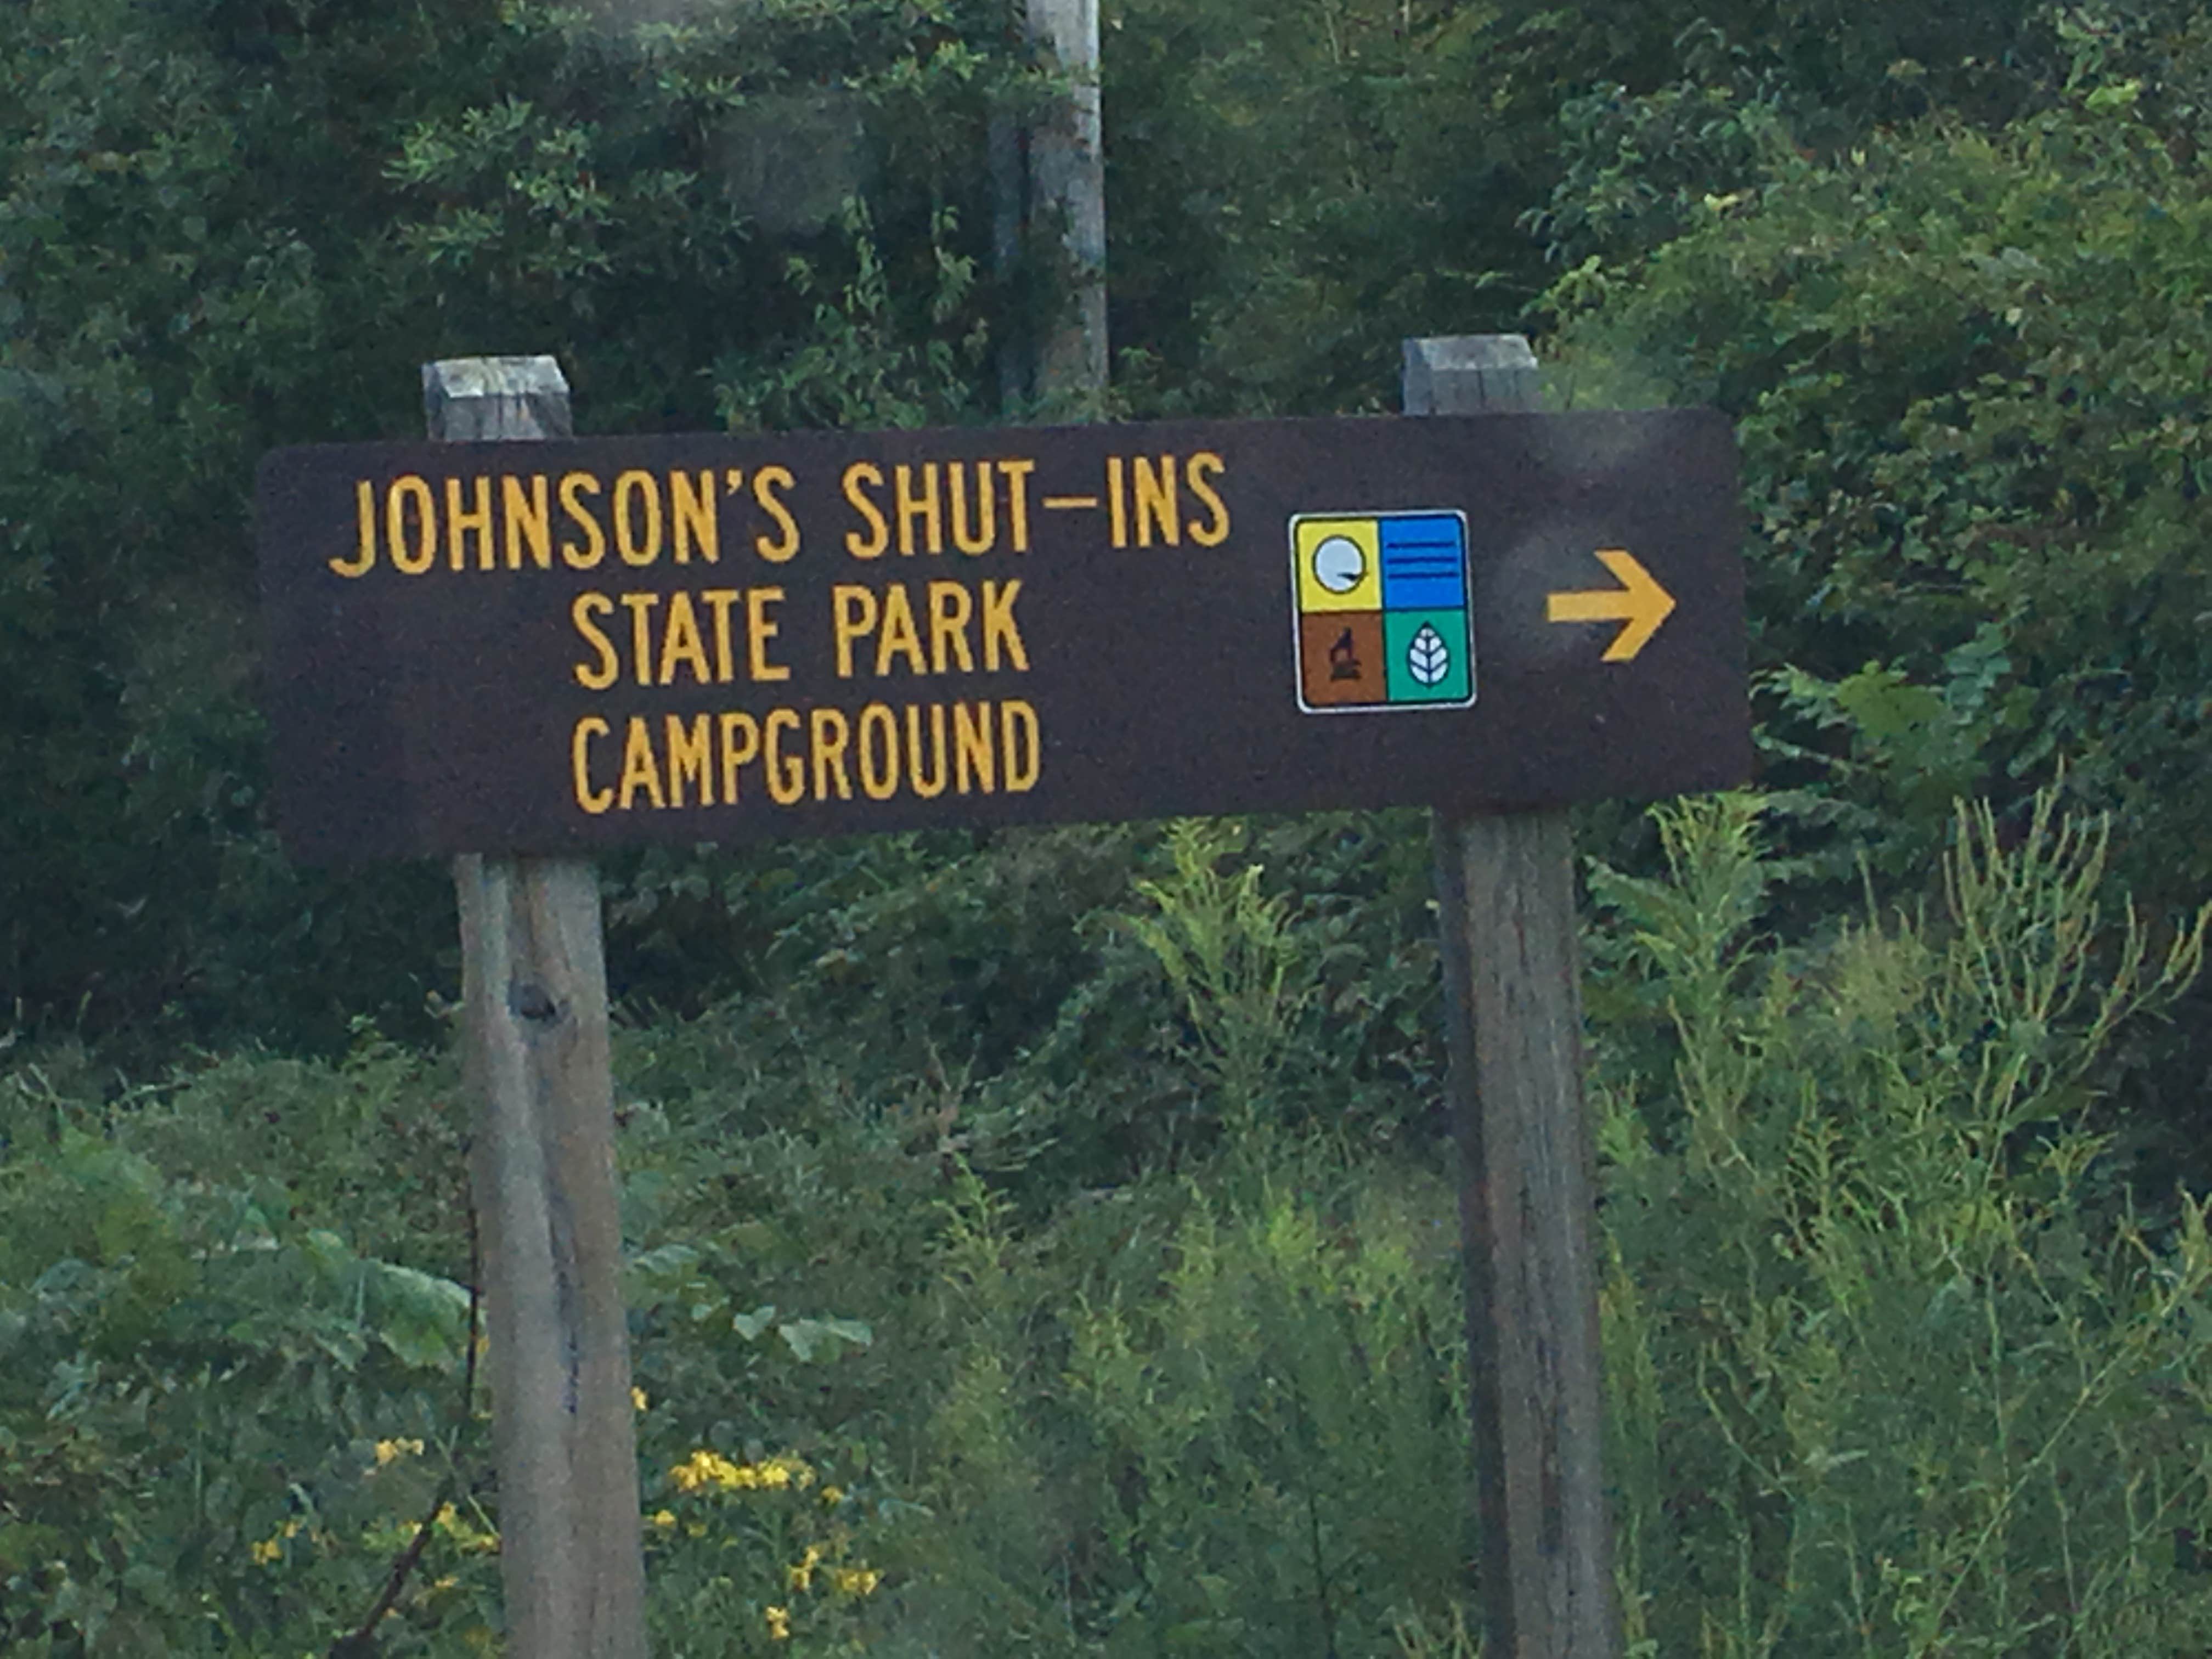 JOHNSON'S SHUT-INS
STATE PARK
CAMPGROUND